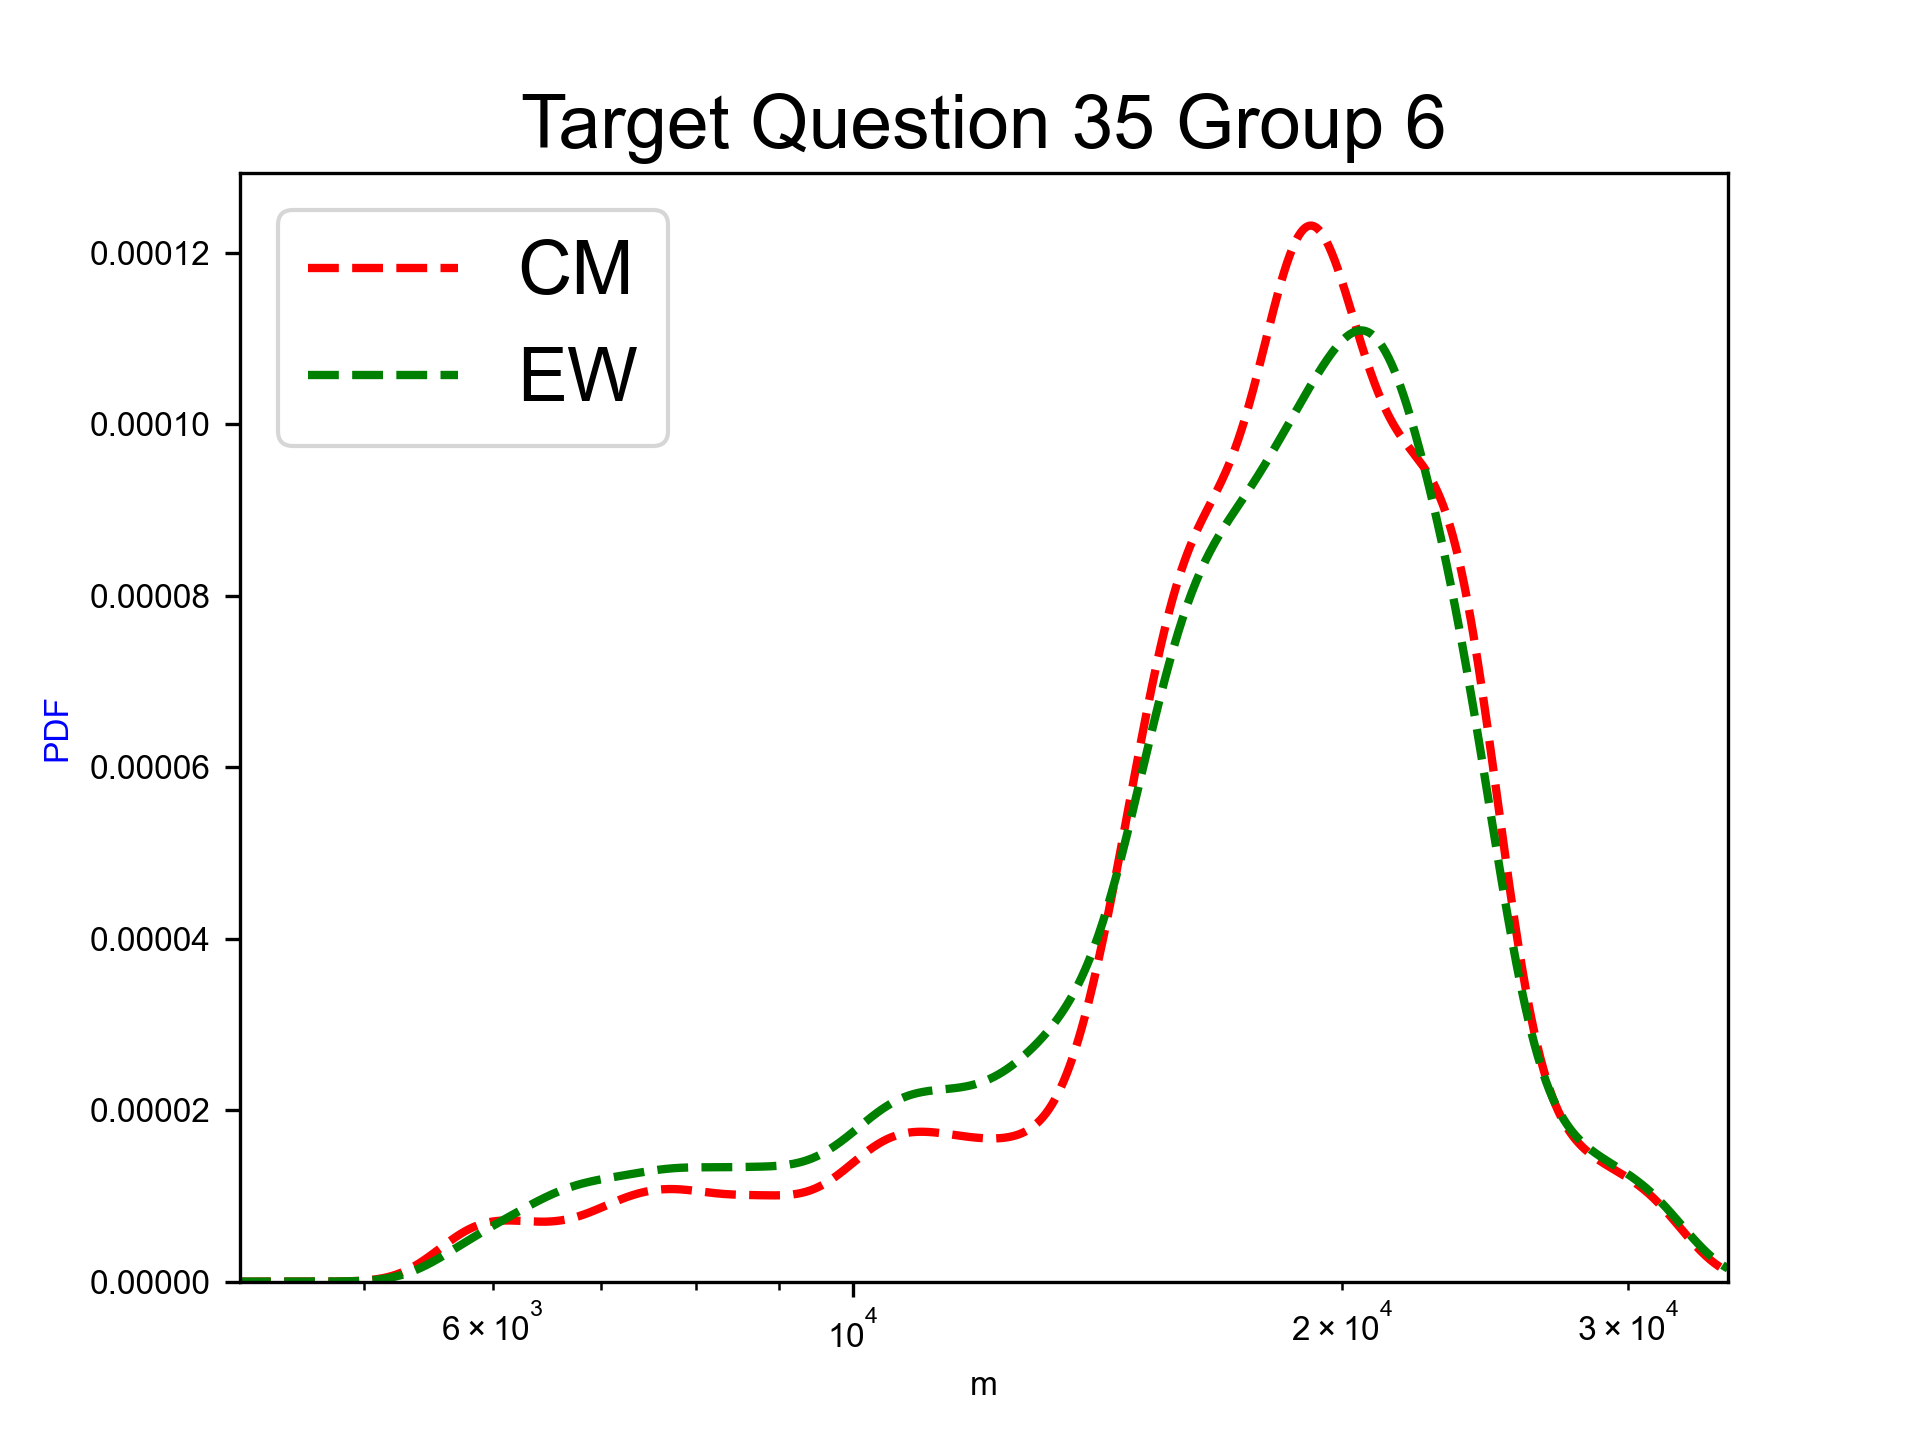 Target Question 35 Group 6
CM
EW
0.00012
0.00010
0.00008
0.00006
0.00004
0.00002
0.00000
PDF
6 × 10³
10⁴
2 × 10⁴
3 × 10⁴
m